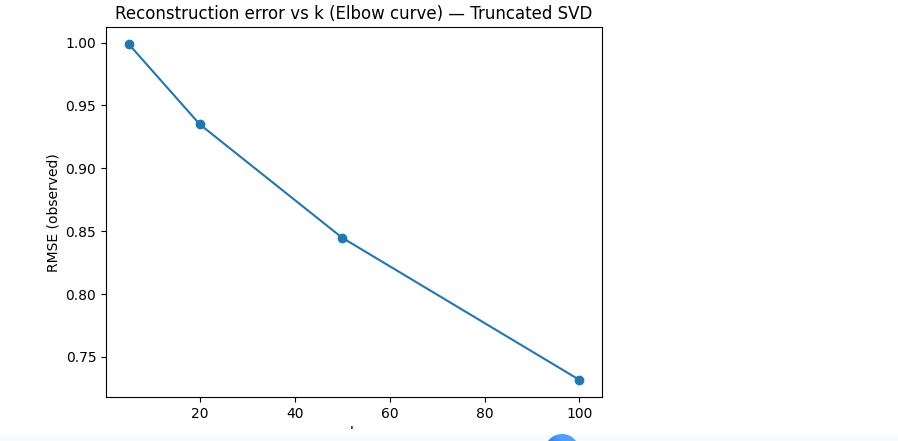 Reconstruction error vs k (Elbow curve) — Truncated SVD
1.00
0.95
0.90
0.85
0.80
0.75
RMSE (observed)
20 40 60 80 100